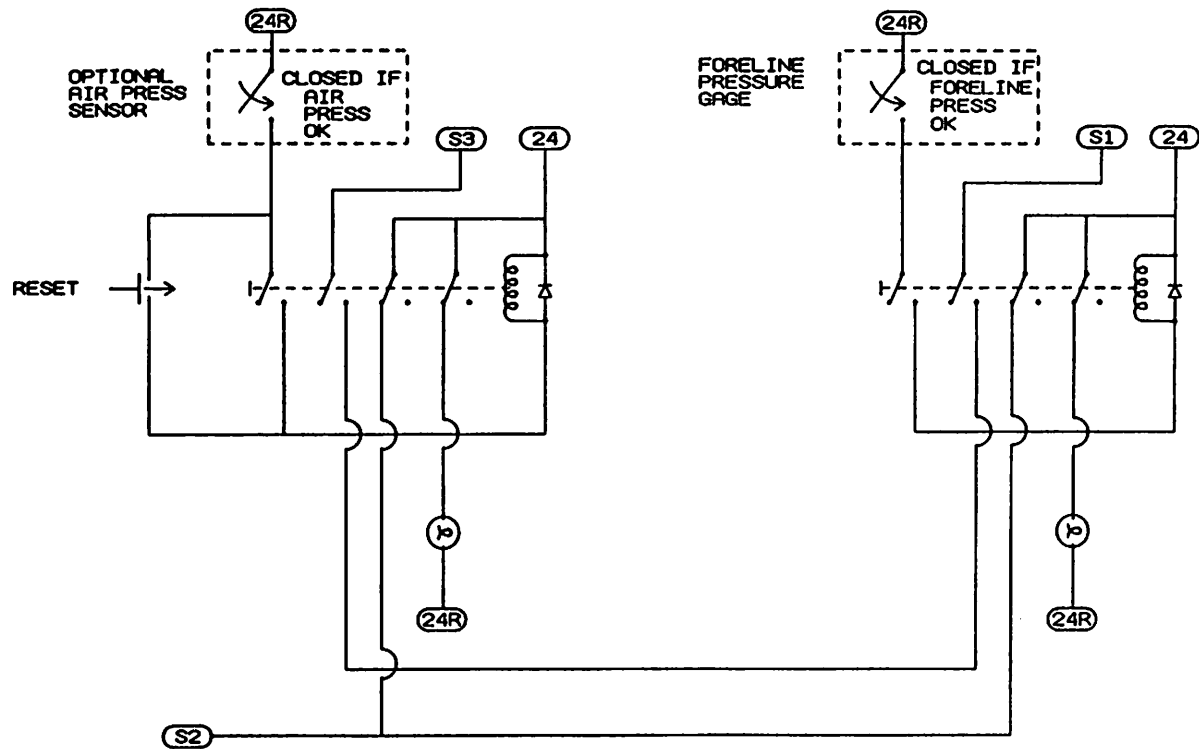 24R
OPTIONAL
AIR PRESS
SENSOR
CLOSED IF
AIR
PRESS
OK
S3
24
RESET
24R
24R
FORELINE
PRESSURE
GAGE
CLOSED IF
FORELINE
PRESS
OK
S1
24
24R
S2